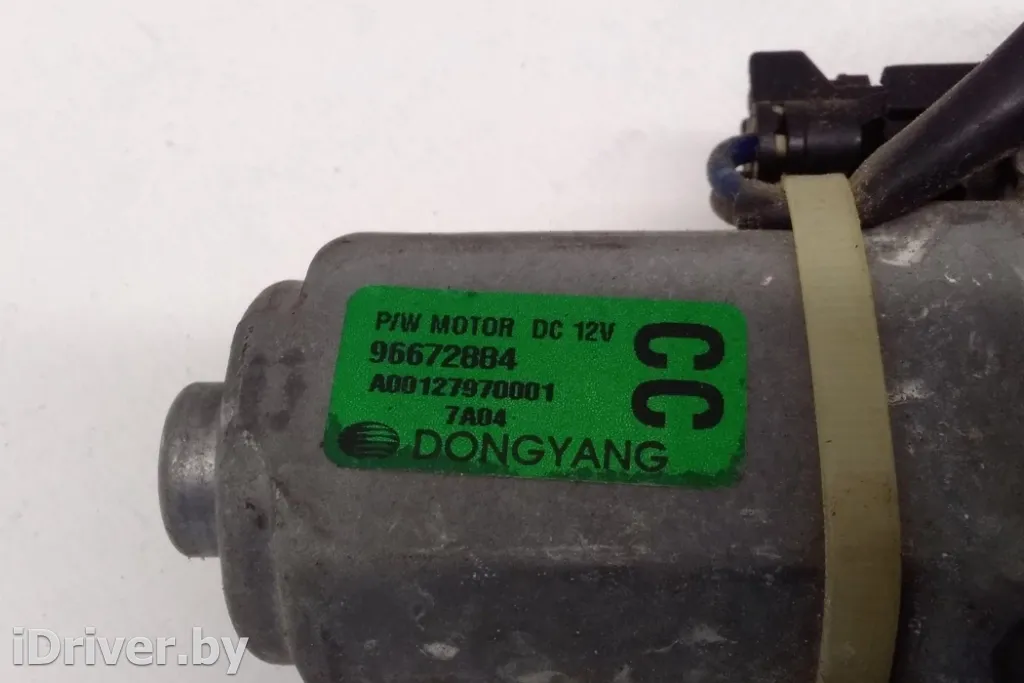 P/W MOTOR DC 12V
96672884
A00127970001
7A04
DONGYANG
CC
iDriver.by